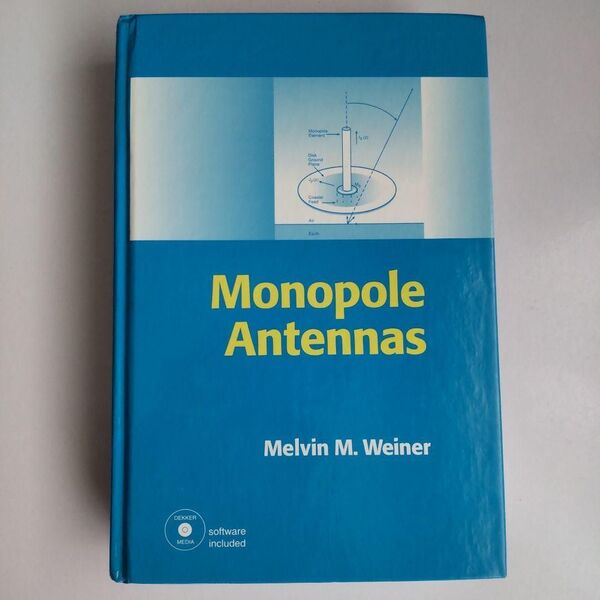 Monopole
Element
Disk
Ground
Plane
Coaxial
Feed
Air
Earth
Monopole
Antennas
Melvin M. Weiner
DEKKER
MEDIA
software
included